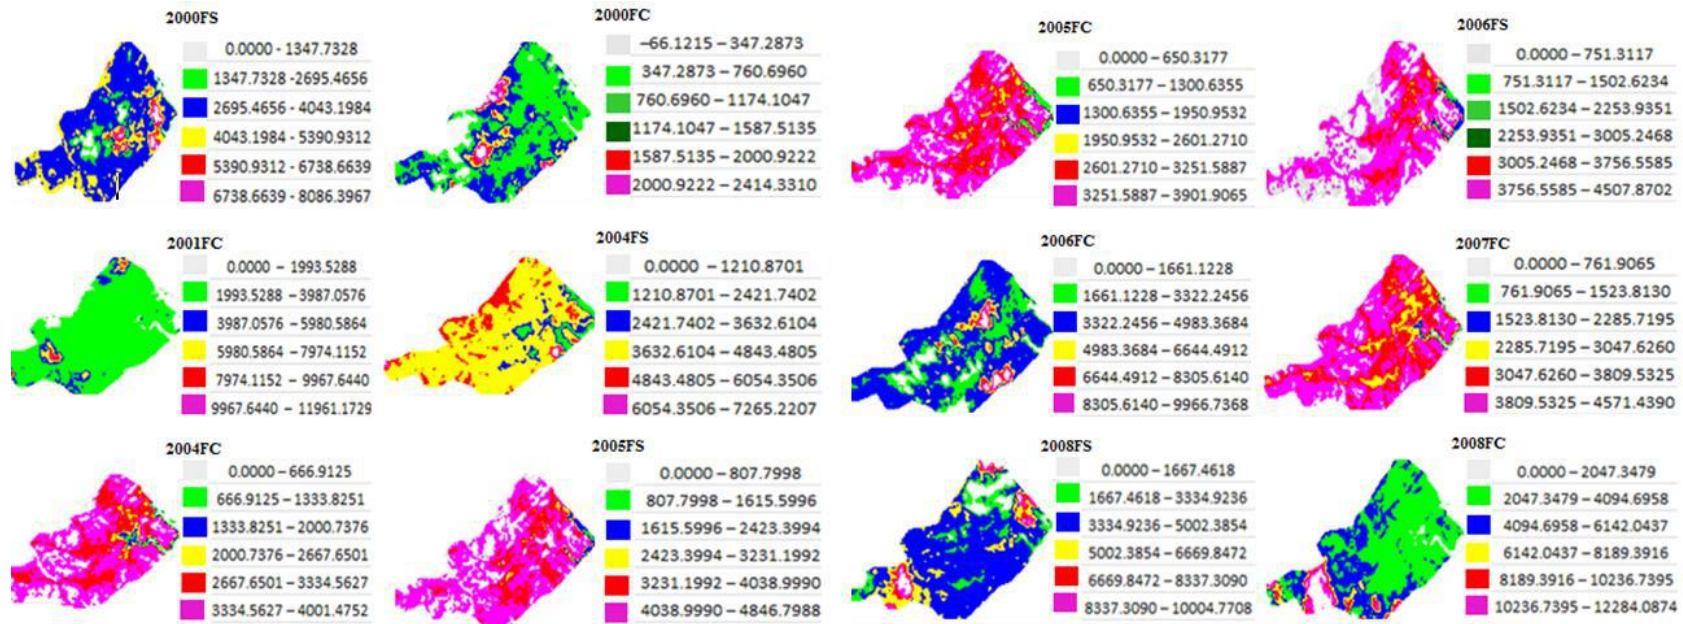 2000FS
0.0000 - 1347.7328
1347.7328 -2695.4656
2695.4656 - 4043.1984
4043.1984 - 5390.9312
5390.9312 - 6738.6639
6738.6639 - 8086.3967
2000FC
−66.1215 − 347.2873
347.2873 − 760.6960
760.6960 − 1174.1047
1174.1047 − 1587.5135
1587.5135 − 2000.9222
2000.9222 − 2414.3310
2005FC
0.0000 − 650.3177
650.3177 − 1300.6355
1300.6355 − 1950.9532
1950.9532 − 2601.2710
2601.2710 − 3251.5887
3251.5887 − 3901.9065
2006FS
0.0000 − 751.3117
751.3117 − 1502.6234
1502.6234 − 2253.9351
2253.9351 − 3005.2468
3005.2468 − 3756.5585
3756.5585 − 4507.8702
2001FC
0.0000 − 1993.5288
1993.5288 − 3987.0576
3987.0576 − 5980.5864
5980.5864 − 7974.1152
7974.1152 − 9967.6440
9967.6440 − 11961.1729
2004FS
0.0000 − 1210.8701
1210.8701 − 2421.7402
2421.7402 − 3632.6104
3632.6104 − 4843.4805
4843.4805 − 6054.3506
6054.3506 − 7265.2207
2006FC
0.0000 − 1661.1228
1661.1228 − 3322.2456
3322.2456 − 4983.3684
4983.3684 − 6644.4912
6644.4912 − 8305.6140
8305.6140 − 9966.7368
2007FC
0.0000 − 761.9065
761.9065 − 1523.8130
1523.8130 − 2285.7195
2285.7195 − 3047.6260
3047.6260 − 3809.5325
3809.5325 − 4571.4390
2004FC
0.0000 − 666.9125
666.9125 − 1333.8251
1333.8251 − 2000.7376
2000.7376 − 2667.6501
2667.6501 − 3334.5627
3334.5627 − 4001.4752
2005FS
0.0000 − 807.7998
807.7998 − 1615.5996
1615.5996 − 2423.3994
2423.3994 − 3231.1992
3231.1992 − 4038.9990
4038.9990 − 4846.7988
2008FS
0.0000 − 1667.4618
1667.4618 − 3334.9236
3334.9236 − 5002.3854
5002.3854 − 6669.8472
6669.8472 − 8337.3090
8337.3090 − 10004.7708
2008FC
0.0000 − 2047.3479
2047.3479 − 4094.6958
4094.6958 − 6142.0437
6142.0437 − 8189.3916
8189.3916 − 10236.7395
10236.7395 − 12284.0874